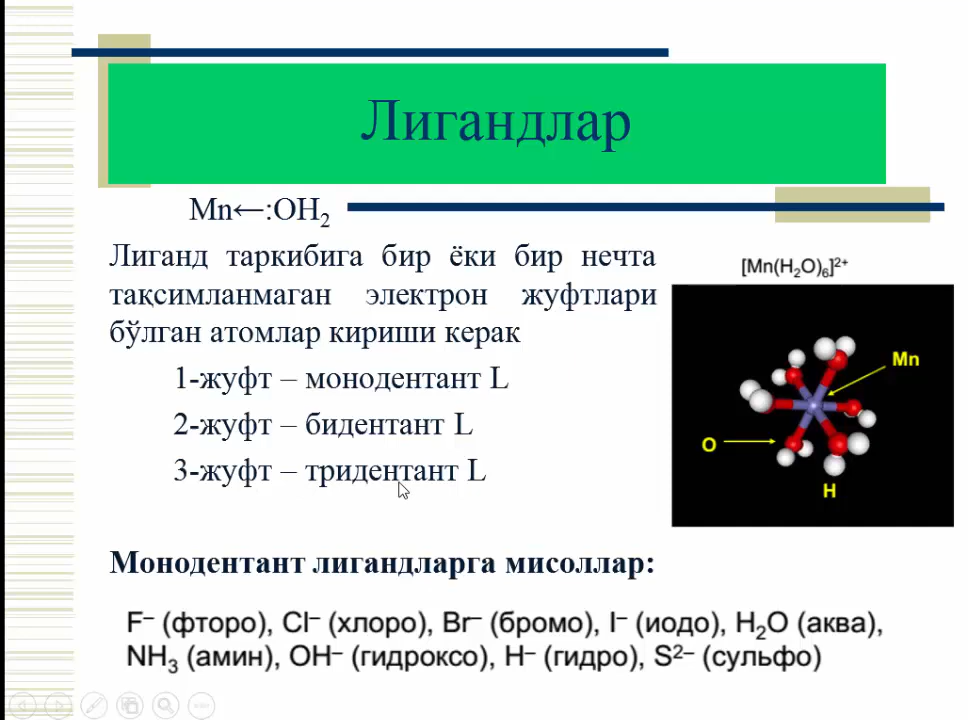 Лигандлар
Mn←:OH₂
Лиганд таркибига бир ёки бир нечта
тақсимланмаган электрон жуфтлари
бўлган атомлар кириши керак
1-жуфт – монодентант L
2-жуфт – бидентант L
3-жуфт – тридентант L
[Mn(H₂O)₆]²⁺
Mn
O
H
Монодентант лигандларга мисоллар:
F⁻ (фторо), Cl⁻ (хлоро), Br⁻ (бромо), I⁻ (иодо), H₂O (аква),
NH₃ (амин), OH⁻ (гидроксо), H⁻ (гидро), S²⁻ (сульфо)